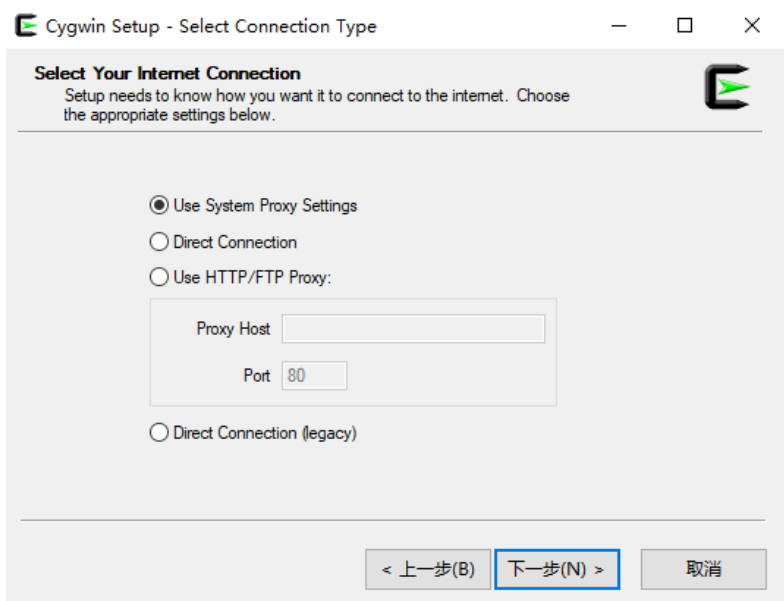 Cygwin Setup - Select Connection Type
Select Your Internet Connection
Setup needs to know how you want it to connect to the internet.  Choose
the appropriate settings below.
Use System Proxy Settings
Direct Connection
Use HTTP/FTP Proxy:
Proxy Host
Port 80
Direct Connection (legacy)
< 上一步(B) 下一步(N) > 取消